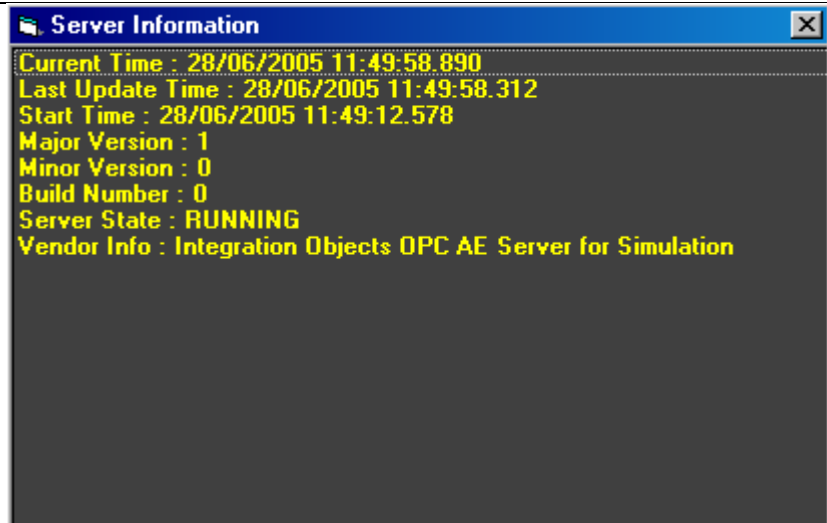 Server Information
Current Time : 28/06/2005 11:49:58.890
Last Update Time : 28/06/2005 11:49:58.312
Start Time : 28/06/2005 11:49:12.578
Major Version : 1
Minor Version : 0
Build Number : 0
Server State : RUNNING
Vendor Info : Integration Objects OPC AE Server for Simulation